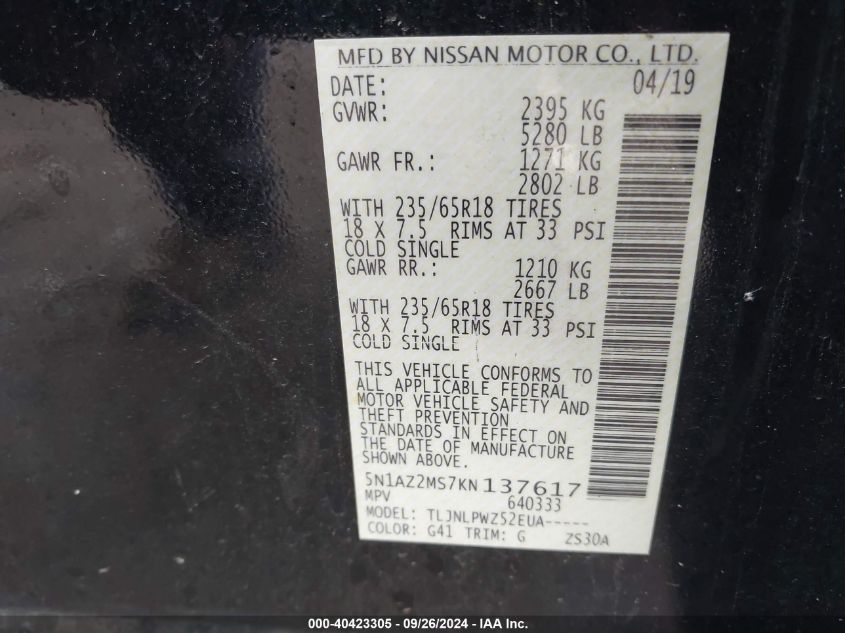 MFD BY NISSAN MOTOR CO., LTD.
DATE: 04/19
GVWR: 2395 KG
5280 LB
GAWR FR.: 1271 KG
2802 LB
WITH 235/65R18 TIRES
18 X 7.5 RIMS AT 33 PSI
COLD SINGLE
GAWR RR.: 1210 KG
2667 LB
WITH 235/65R18 TIRES
18 X 7.5 RIMS AT 33 PSI
COLD SINGLE
THIS VEHICLE CONFORMS TO
ALL APPLICABLE FEDERAL
MOTOR VEHICLE SAFETY AND
THEFT PREVENTION
STANDARDS IN EFFECT ON
THE DATE OF MANUFACTURE
SHOWN ABOVE.
5N1AZ2MS7KN137617
MPV 640333
MODEL: TLJNLPWZ52EUA-----
COLOR: G41 TRIM: G ZS30A
000-40423305 - 09/26/2024 - IAA Inc.